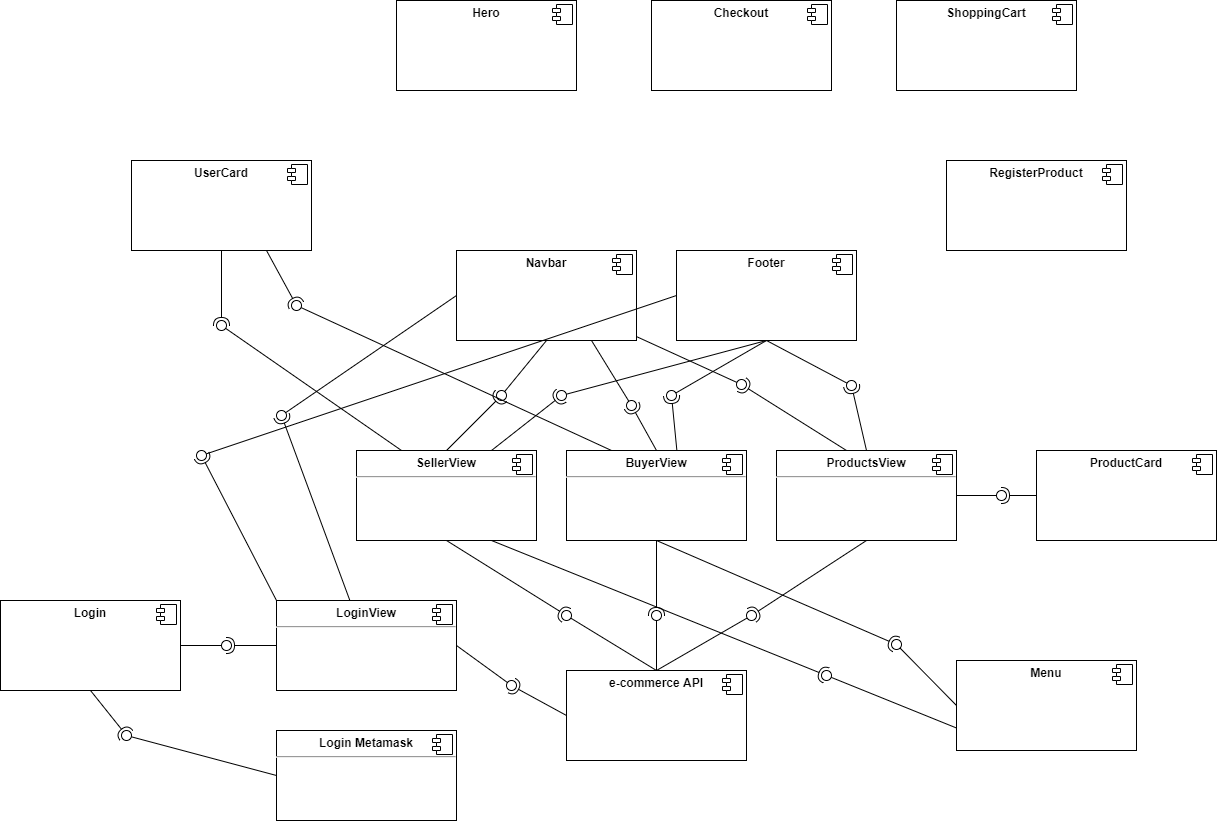 Hero
Checkout
ShoppingCart
UserCard
RegisterProduct
Navbar
Footer
SellerView
BuyerView
ProductsView
ProductCard
Login
LoginView
e-commerce API
Menu
Login Metamask